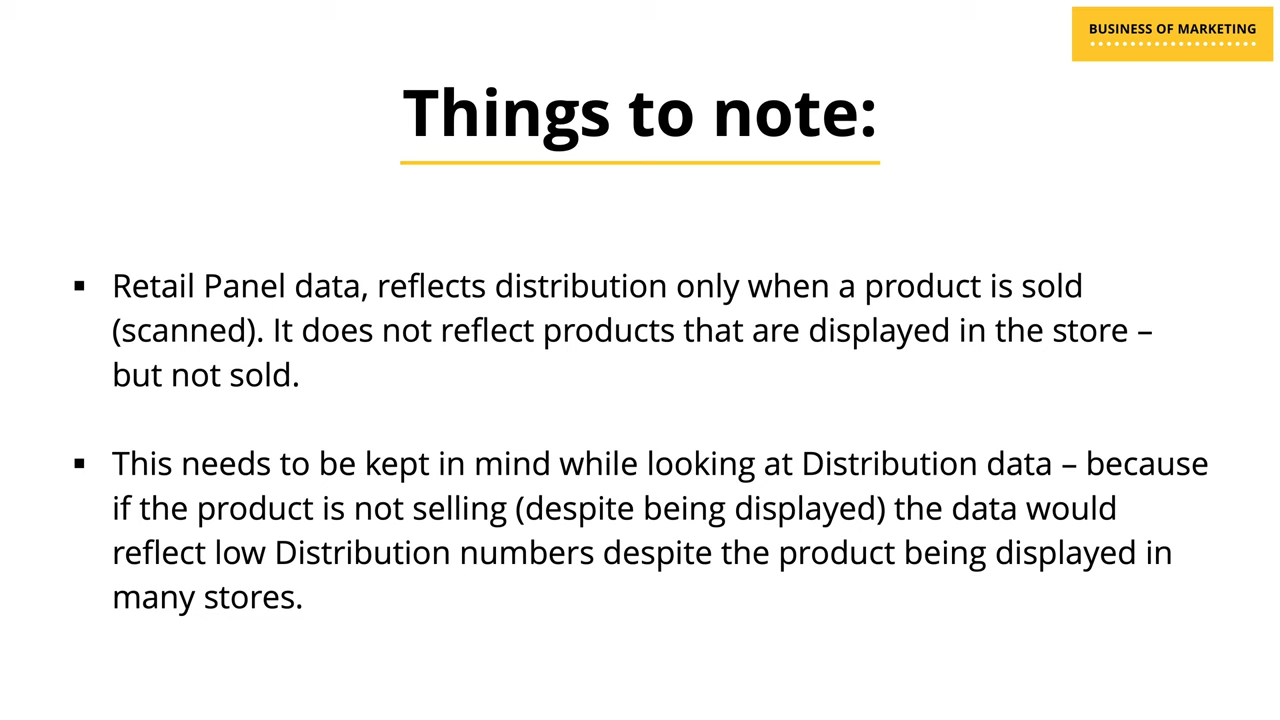 BUSINESS OF MARKETING
Things to note:
▪ Retail Panel data, reflects distribution only when a product is sold
(scanned). It does not reflect products that are displayed in the store –
but not sold.
▪ This needs to be kept in mind while looking at Distribution data – because
if the product is not selling (despite being displayed) the data would
reflect low Distribution numbers despite the product being displayed in
many stores.